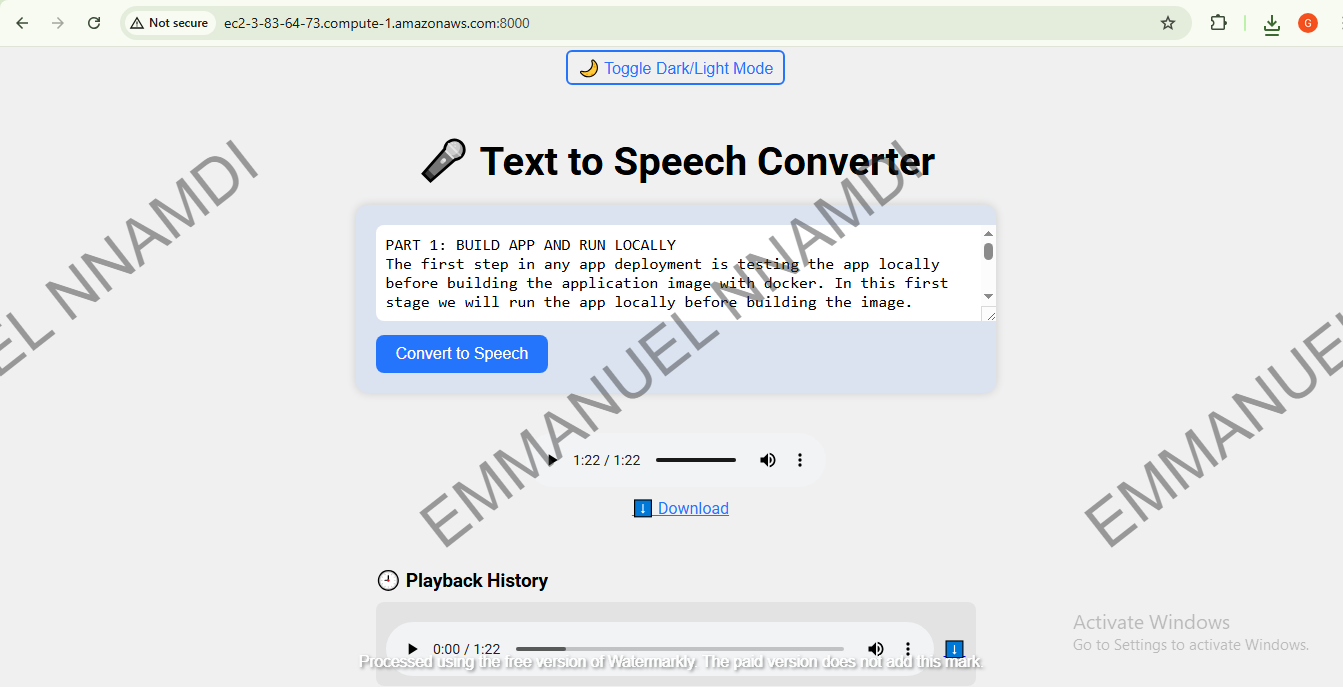 Not secure
ec2-3-83-64-73.compute-1.amazonaws.com:8000
G
Toggle Dark/Light Mode
Text to Speech Converter
PART 1: BUILD APP AND RUN LOCALLY
The first step in any app deployment is testing the app locally
before building the application image with docker. In this first
stage we will run the app locally before building the image.
Convert to Speech
1:22 / 1:22
Download
Playback History
0:00 / 1:22
EL NNAMDI
EMMANUEL NNAMDI
EMMANUEL
Activate Windows
Go to Settings to activate Windows.
Processed using the free version of Watermarkly. The paid version does not add this mark.